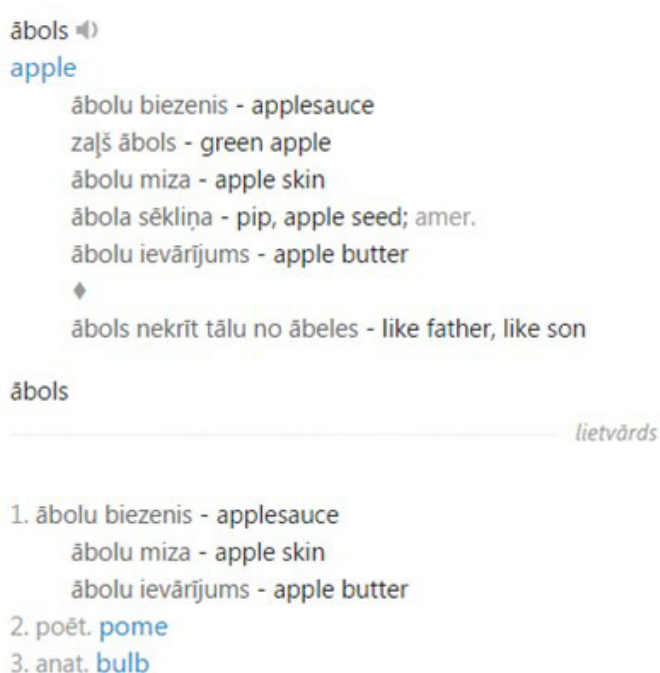 ābols
apple
ābolu biezenis - applesauce
zaļš ābols - green apple
ābolu miza - apple skin
ābola sēkliņa - pip, apple seed; amer.
ābolu ievārījums - apple butter
♦
ābols nekrīt tālu no ābeles - like father, like son
ābols
lietvārds
1. ābolu biezenis - applesauce
ābolu miza - apple skin
ābolu ievārījums - apple butter
2. poēt. pome
3. anat. bulb